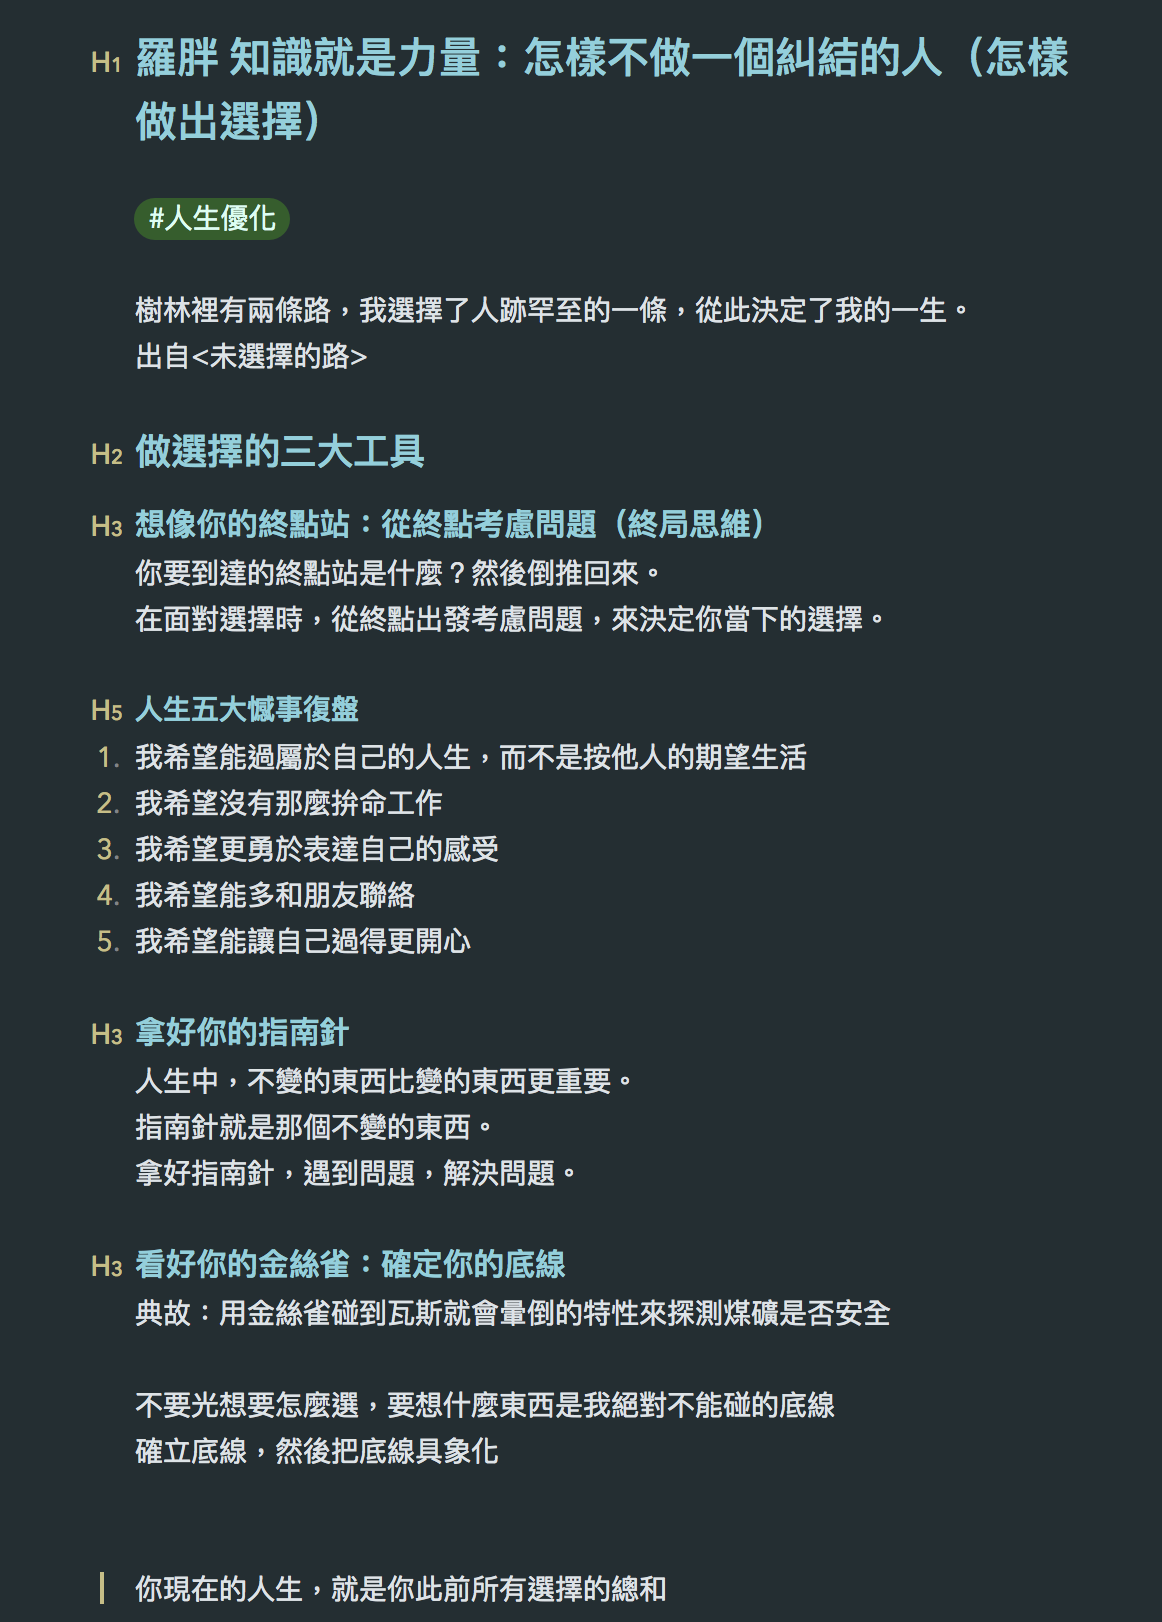 H1 羅胖 知識就是力量：怎樣不做一個糾結的人（怎樣
做出選擇）
#人生優化
樹林裡有兩條路，我選擇了人跡罕至的一條，從此決定了我的一生。
出自<未選擇的路>
H2 做選擇的三大工具
H3 想像你的終點站：從終點考慮問題（終局思維）
你要到達的終點站是什麼？然後倒推回來。
在面對選擇時，從終點出發考慮問題，來決定你當下的選擇。
H5 人生五大憾事復盤
1. 我希望能過屬於自己的人生，而不是按他人的期望生活
2. 我希望沒有那麼拚命工作
3. 我希望更勇於表達自己的感受
4. 我希望能多和朋友聯絡
5. 我希望能讓自己過得更開心
H3 拿好你的指南針
人生中，不變的東西比變的東西更重要。
指南針就是那個不變的東西。
拿好指南針，遇到問題，解決問題。
H3 看好你的金絲雀：確定你的底線
典故：用金絲雀碰到瓦斯就會暈倒的特性來探測煤礦是否安全
不要光想要怎麼選，要想什麼東西是我絕對不能碰的底線
確立底線，然後把底線具象化
你現在的人生，就是你此前所有選擇的總和